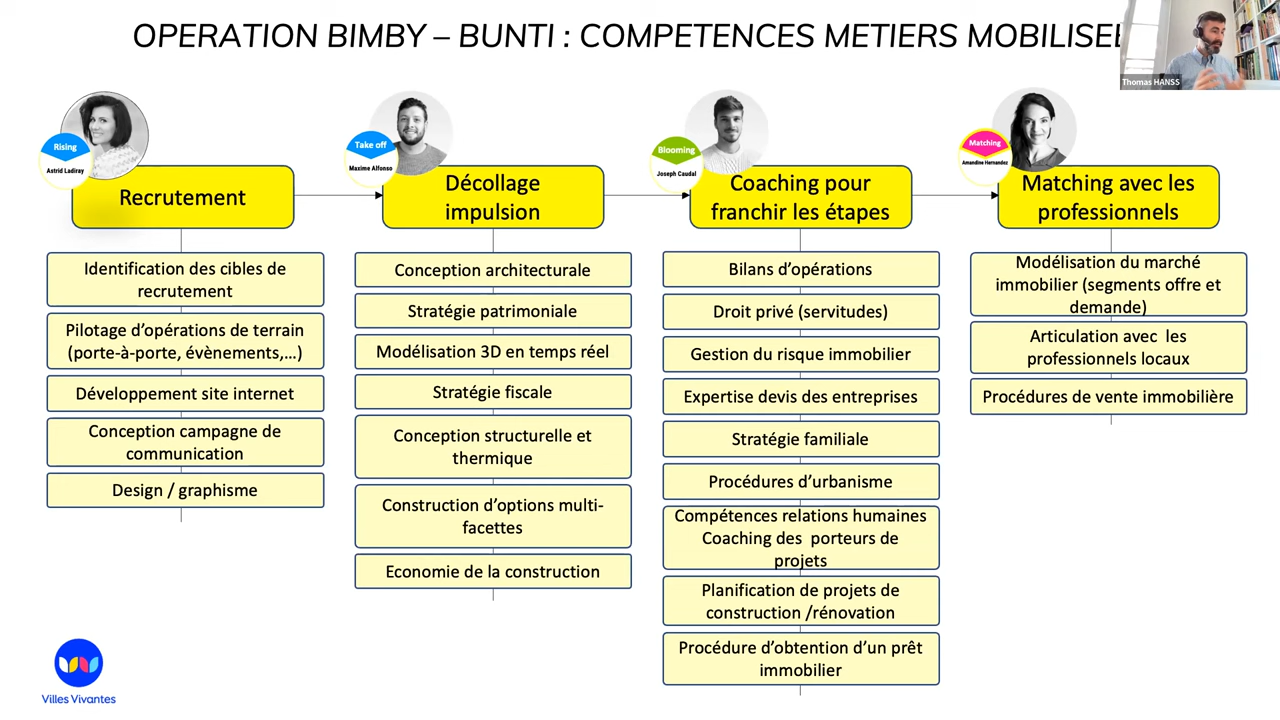 OPERATION BIMBY – BUNTI : COMPETENCES METIERS MOBILISEE
Thomas HANSS
Rising
Astrid Ladiray
Recrutement
Identification des cibles de
recrutement
Pilotage d’opérations de terrain
(porte-à-porte, évènements,...)
Développement site internet
Conception campagne de
communication
Design / graphisme
Take off
Maxime Alfonso
Décollage
impulsion
Conception architecturale
Stratégie patrimoniale
Modélisation 3D en temps réel
Stratégie fiscale
Conception structurelle et
thermique
Construction d’options multi-
facettes
Economie de la construction
Blooming
Joseph Caudal
Coaching pour
franchir les étapes
Bilans d’opérations
Droit privé (servitudes)
Gestion du risque immobilier
Expertise devis des entreprises
Stratégie familiale
Procédures d’urbanisme
Compétences relations humaines
Coaching des porteurs de
projets
Planification de projets de
construction /rénovation
Procédure d’obtention d’un prêt
immobilier
Matching
Amandine Hernandez
Matching avec les
professionnels
Modélisation du marché
immobilier (segments offre et
demande)
Articulation avec les
professionnels locaux
Procédures de vente immobilière
Villes Vivantes